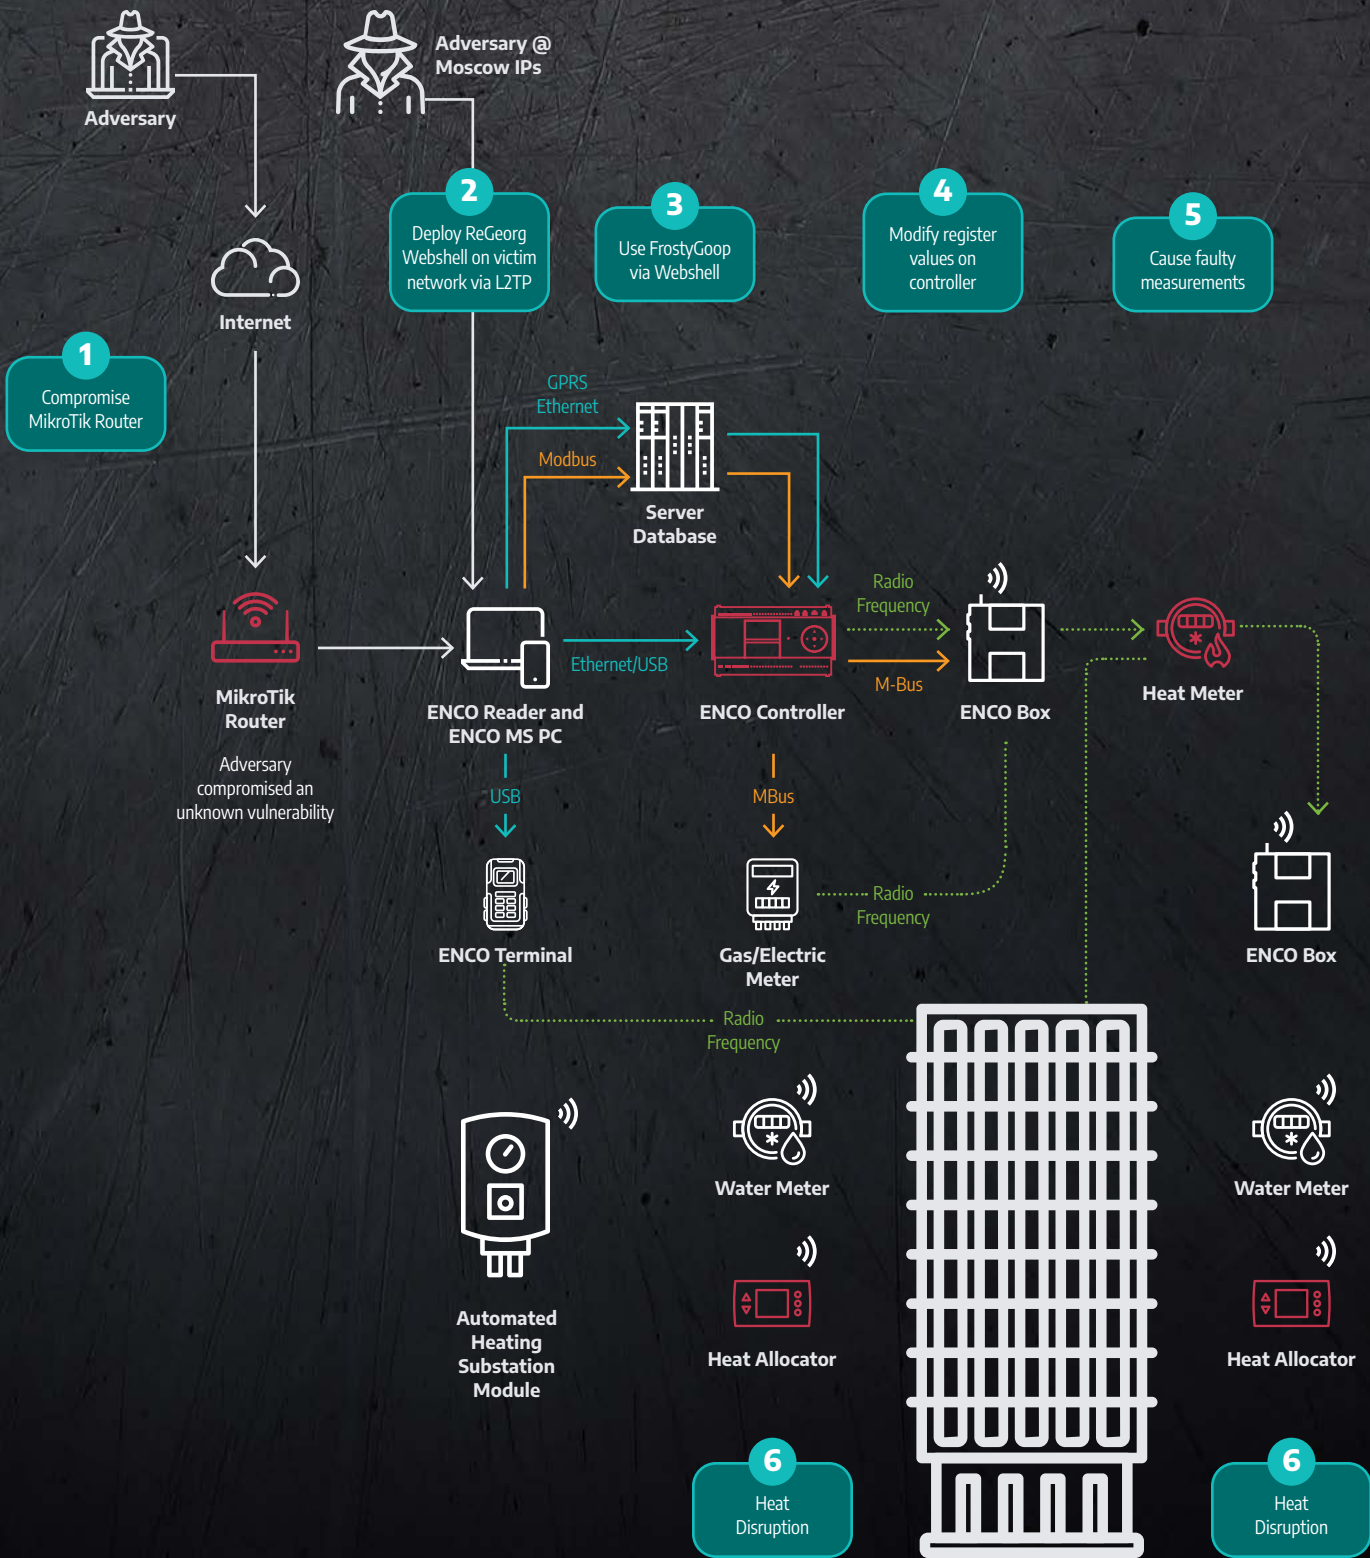 Adversary
Adversary @
Moscow IPs
Internet
1
Compromise
MikroTik Router
2
Deploy ReGeorg
Webshell on victim
network via L2TP
3
Use FrostyGoop
via Webshell
4
Modify register
values on
controller
5
Cause faulty
measurements
GPRS
Ethernet
Modbus
Server
Database
MikroTik
Router
Adversary
compromised an
unknown vulnerability
ENCO Reader and
ENCO MS PC
Ethernet/USB
ENCO Controller
Radio
Frequency
M-Bus
ENCO Box
Heat Meter
USB
MBus
ENCO Terminal
Gas/Electric
Meter
Radio
Frequency
ENCO Box
Radio
Frequency
Automated
Heating
Substation
Module
Water Meter
Water Meter
Heat Allocator
Heat Allocator
6
Heat
Disruption
6
Heat
Disruption